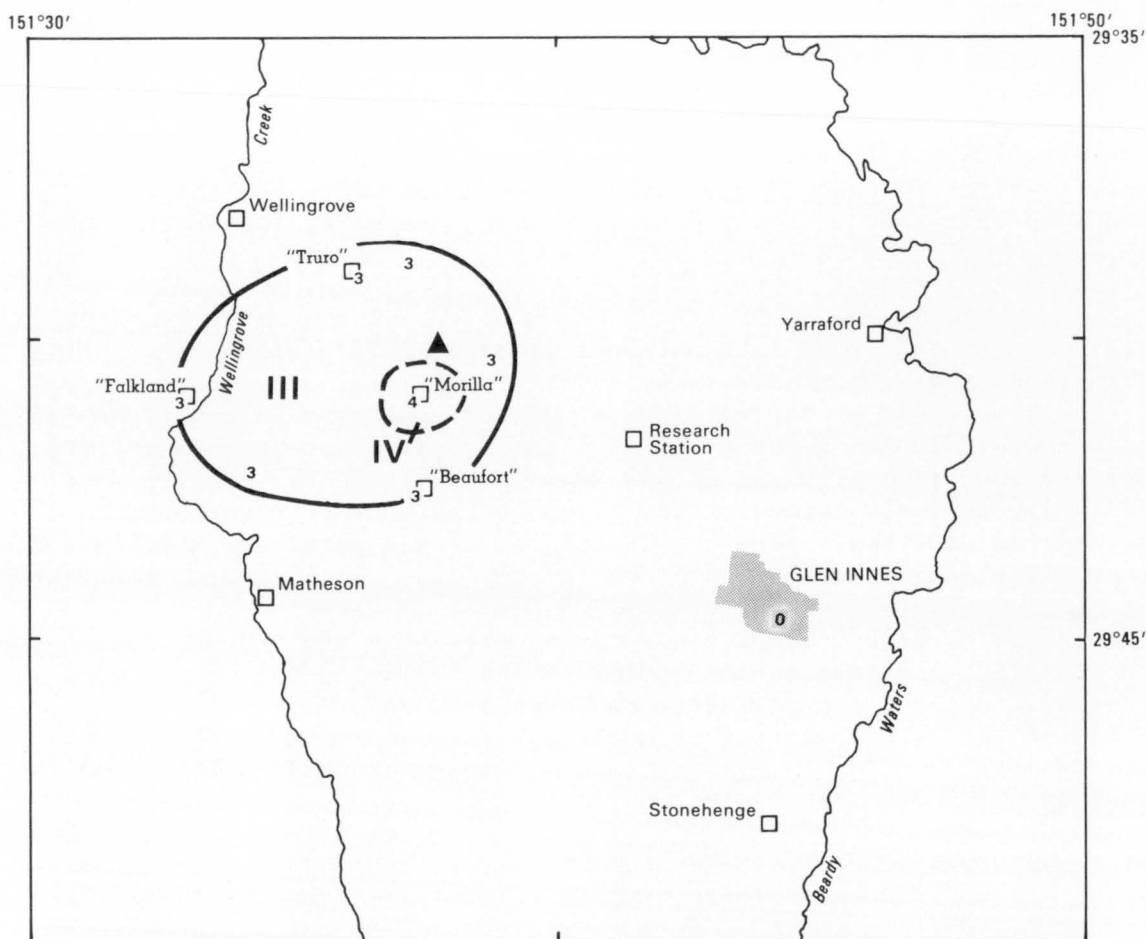 151°30′
151°50′
29°35′
Creek
Wellingrove
"Truro"
3
3
Yarraford
Wellingrove
3
"Falkland"
3
III
"Morilla"
4
Research
Station
IV
"Beaufort"
3
3
GLEN INNES
Matheson
0
29°45′
Waters
Stonehenge
Beardy